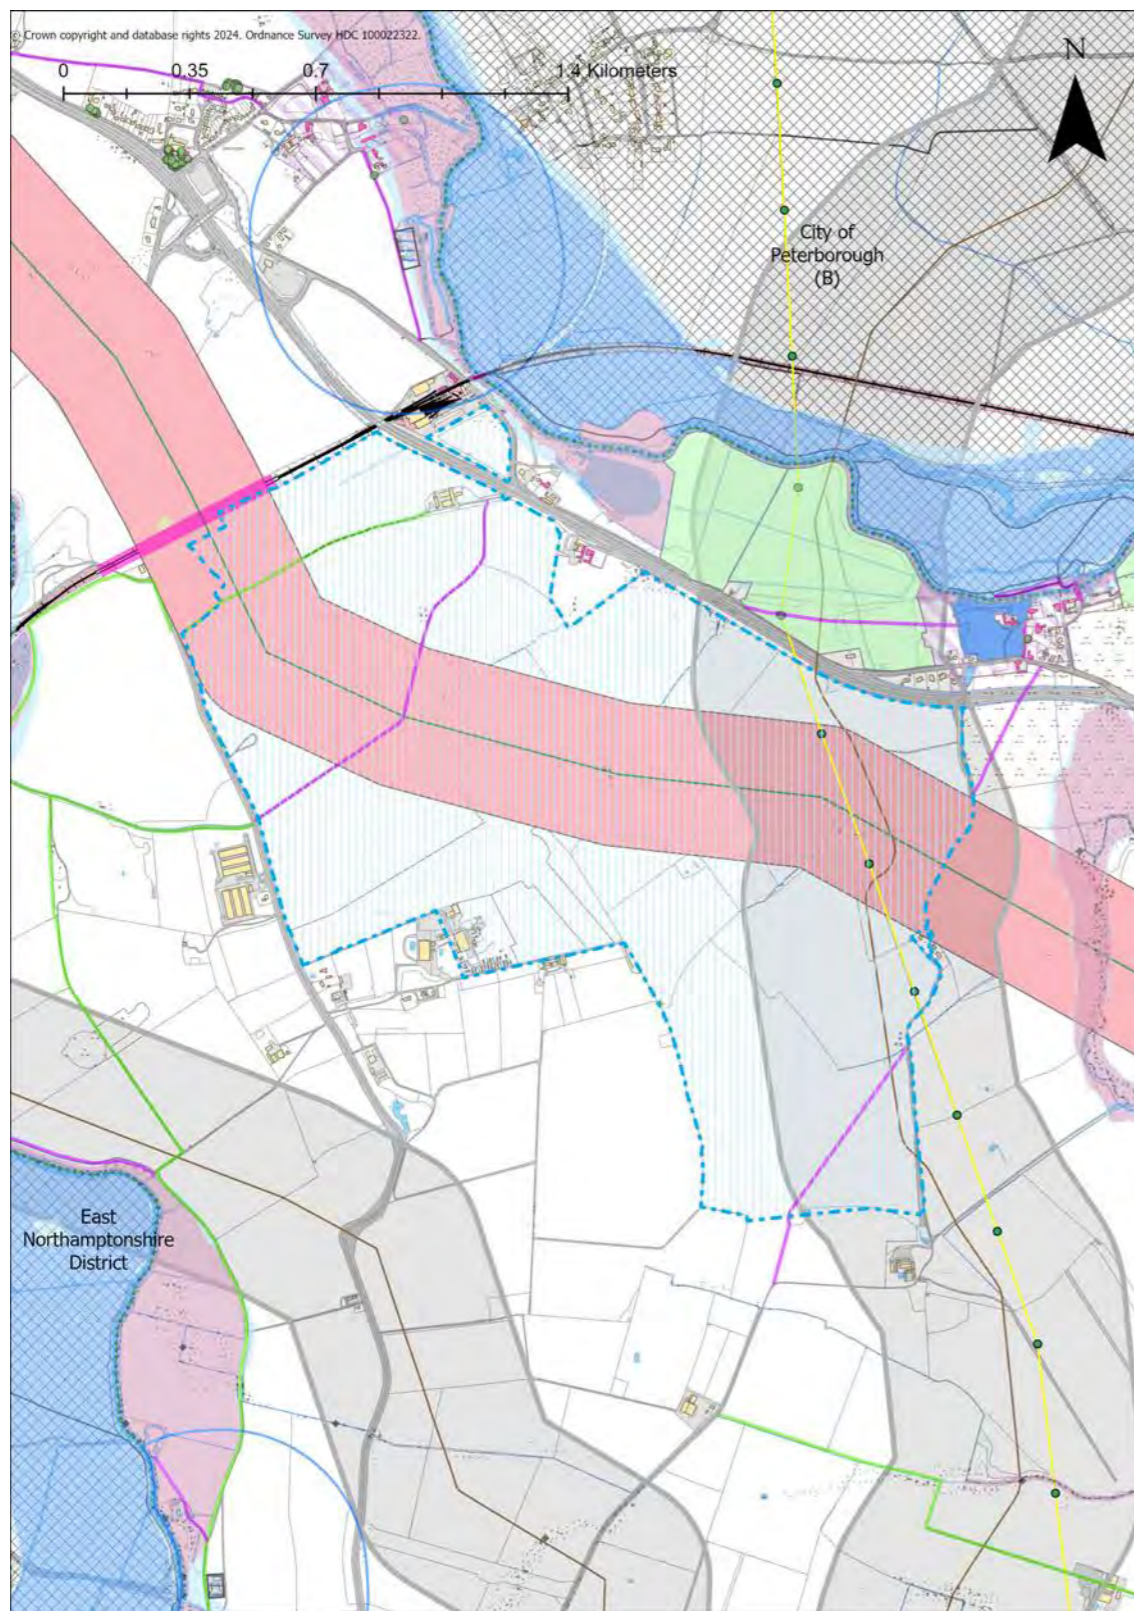 © Crown copyright and database rights 2024. Ordnance Survey HDC 100022322.
0 0.35 0.7 1.4 Kilometers
N
City of
Peterborough
(B)
East
Northamptonshire
District